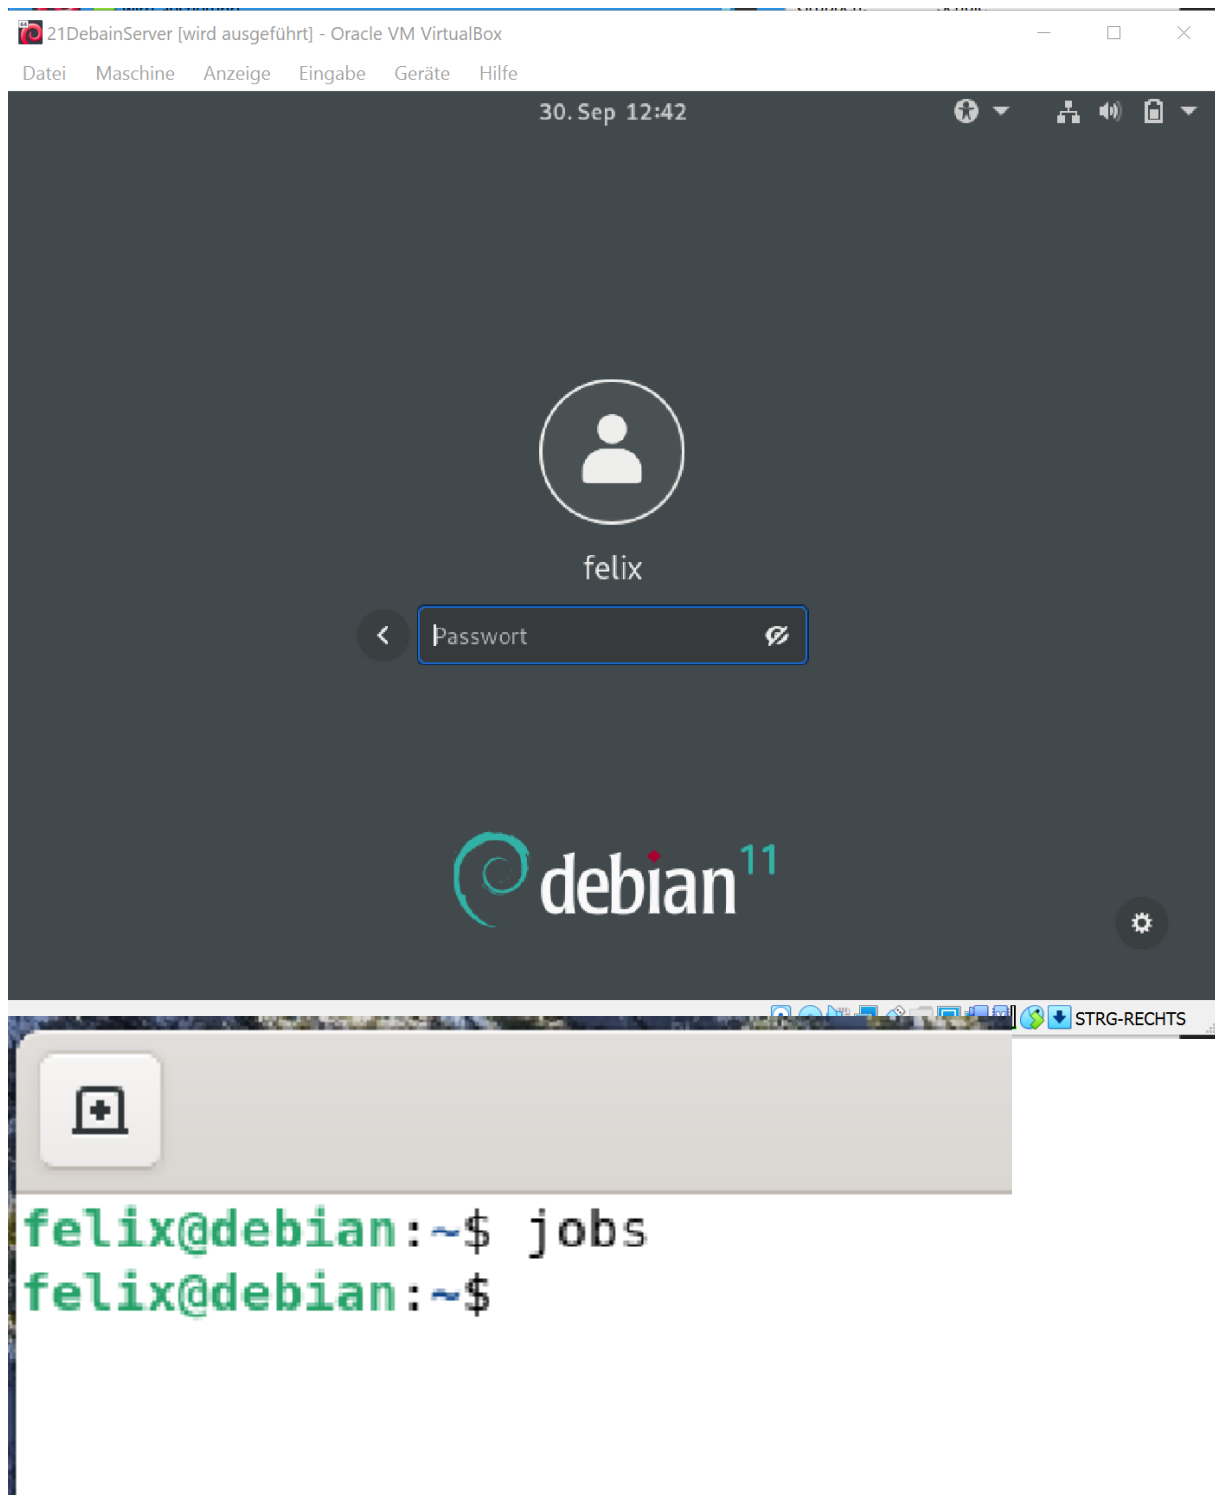 21DebainServer [wird ausgeführt] - Oracle VM VirtualBox
Datei Maschine Anzeige Eingabe Geräte Hilfe
30. Sep 12:42
felix
Passwort
debian 11
STRG-RECHTS
felix@debian:~$ jobs
felix@debian:~$